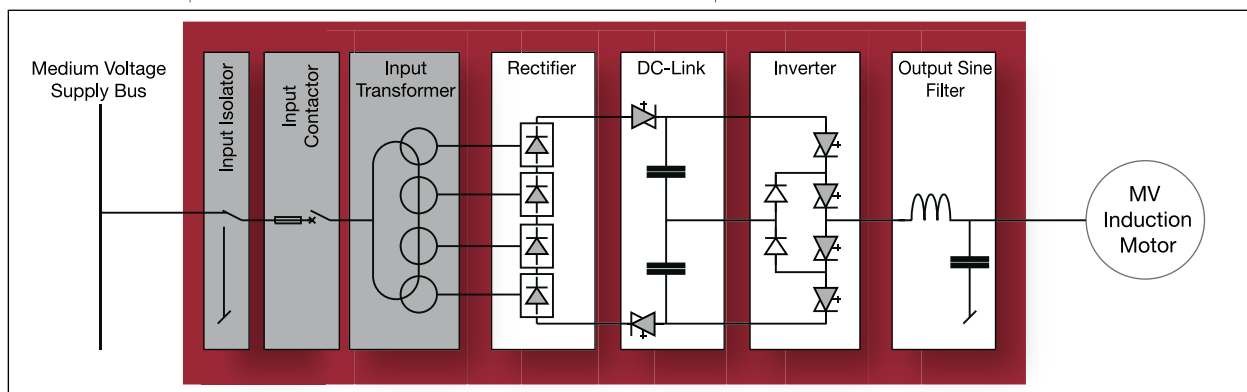 Medium Voltage
Supply Bus
Input Isolator
Input
Contactor
Input
Transformer
Rectifier
DC-Link
Inverter
Output Sine
Filter
MV
Induction
Motor